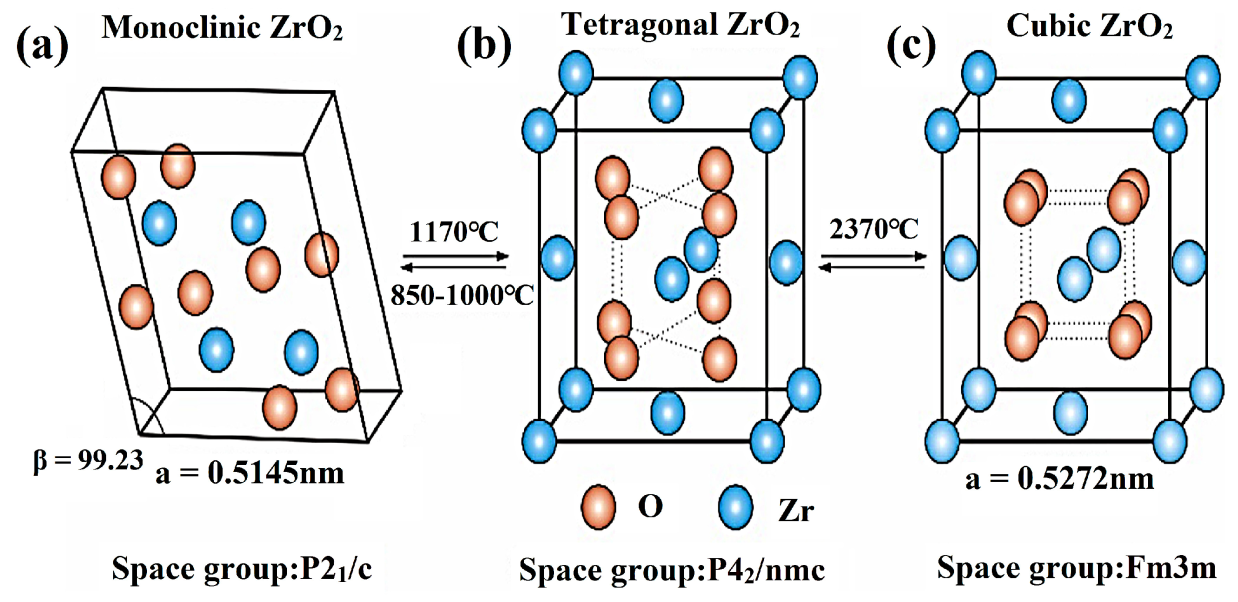 (a) Monoclinic ZrO₂
(b) Tetragonal ZrO₂
(c) Cubic ZrO₂
1170℃
850-1000℃
2370℃
β = 99.23
a = 0.5145nm
a = 0.5272nm
O
Zr
Space group:P2₁/c
Space group:P4₂/nmc
Space group:Fm3m